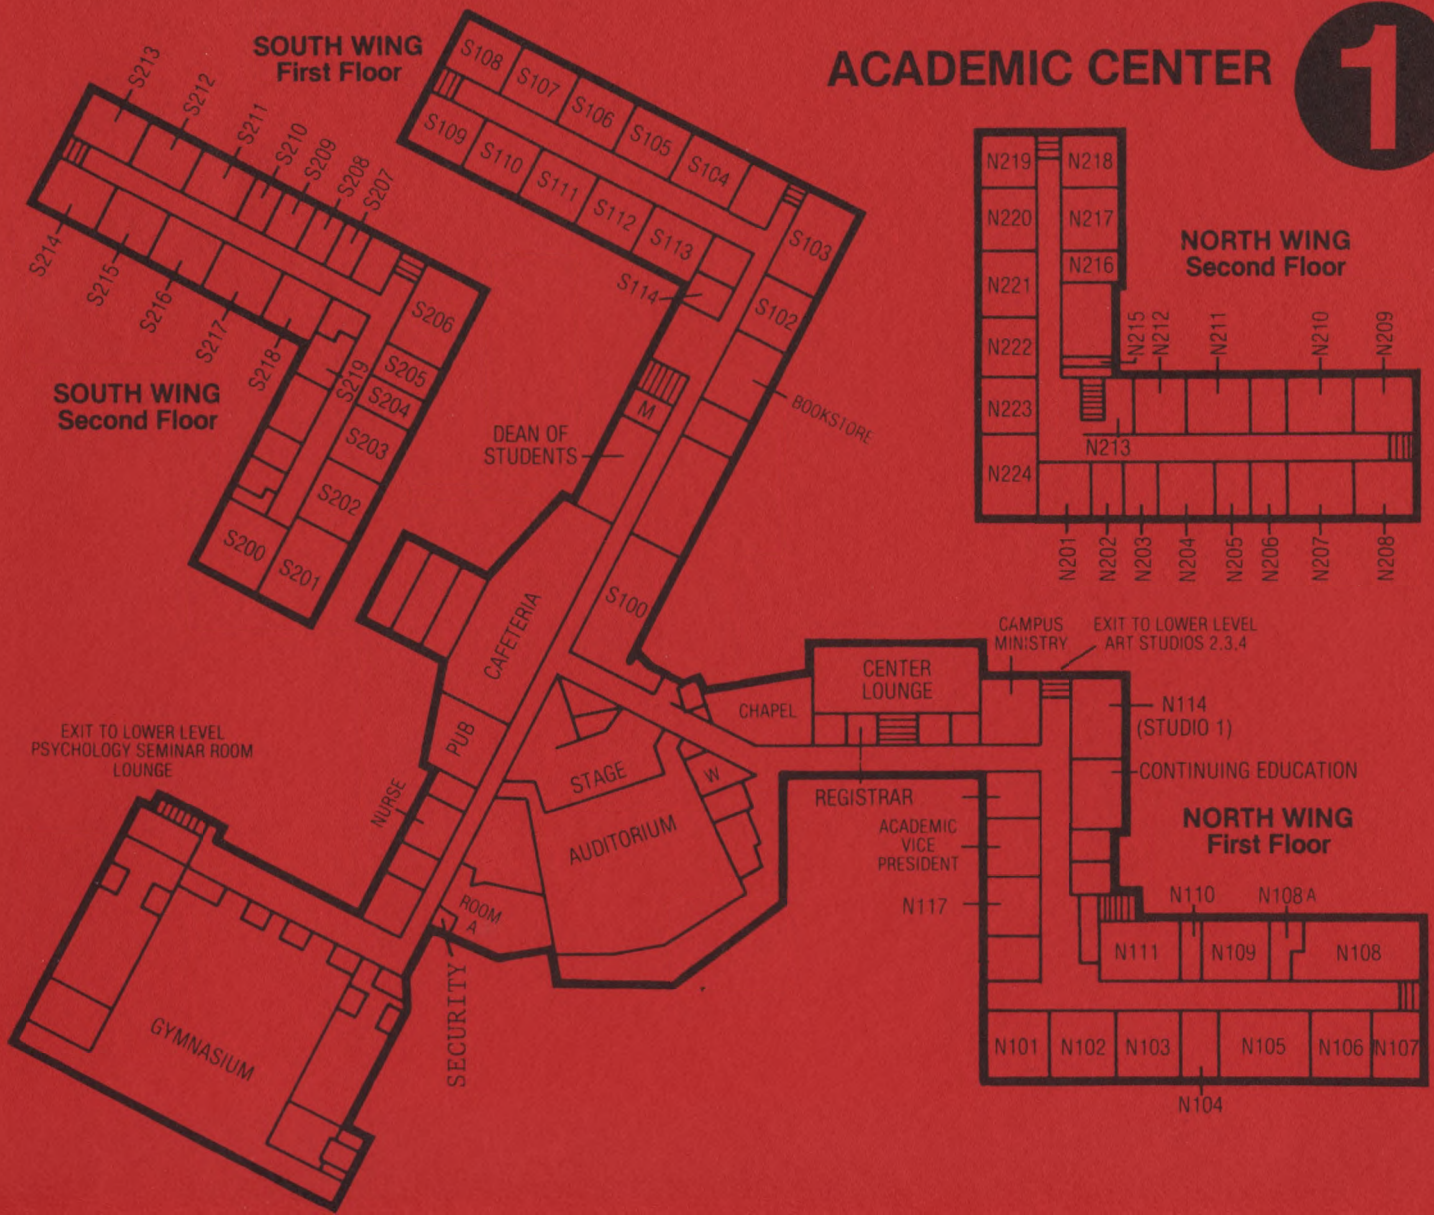 ACADEMIC CENTER
1
SOUTH WING
First Floor
S108
S107
S106
S105
S104
S103
S109
S110
S111
S112
S113
S114
S102
BOOKSTORE
M
DEAN OF
STUDENTS
S100
CAFETERIA
PUB
NURSE
STAGE
AUDITORIUM
W
ROOM
A
SECURITY
GYMNASIUM
EXIT TO LOWER LEVEL
PSYCHOLOGY SEMINAR ROOM
LOUNGE
CHAPEL
CENTER
LOUNGE
REGISTRAR
SOUTH WING
Second Floor
S213
S212
S211
S210
S209
S208
S207
S206
S205
S204
S203
S202
S201
S200
S214
S215
S216
S217
S218
S219
NORTH WING
Second Floor
N219
N218
N220
N217
N216
N221
N222
N223
N224
N215
N212
N211
N210
N209
N213
N201
N202
N203
N204
N205
N206
N207
N208
CAMPUS
MINISTRY
EXIT TO LOWER LEVEL
ART STUDIOS 2,3,4
N114
(STUDIO 1)
CONTINUING EDUCATION
NORTH WING
First Floor
ACADEMIC
VICE
PRESIDENT
N117
N110
N108A
N111
N109
N108
N101
N102
N103
N105
N106
N107
N104